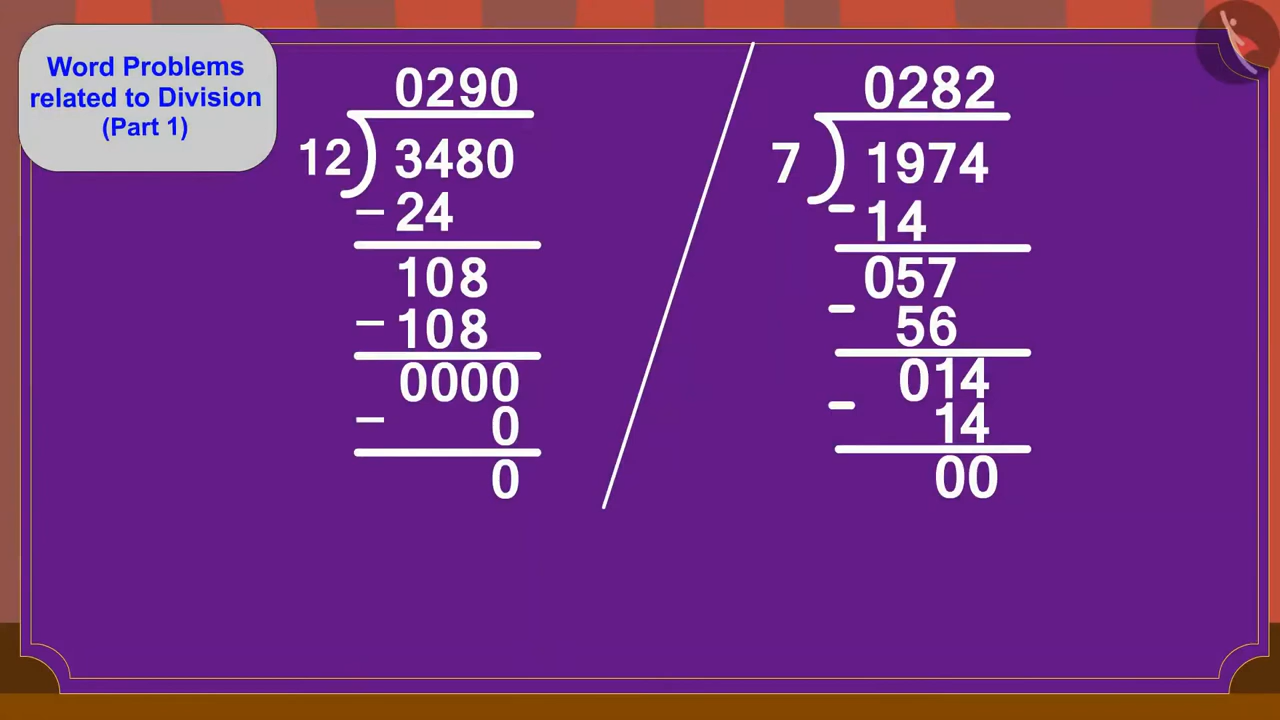 Word Problems
related to Division
(Part 1)
0290
12 ) 3480
− 24
108
− 108
0000
− 0
0
0282
7 ) 1974
− 14
057
− 56
014
− 14
00